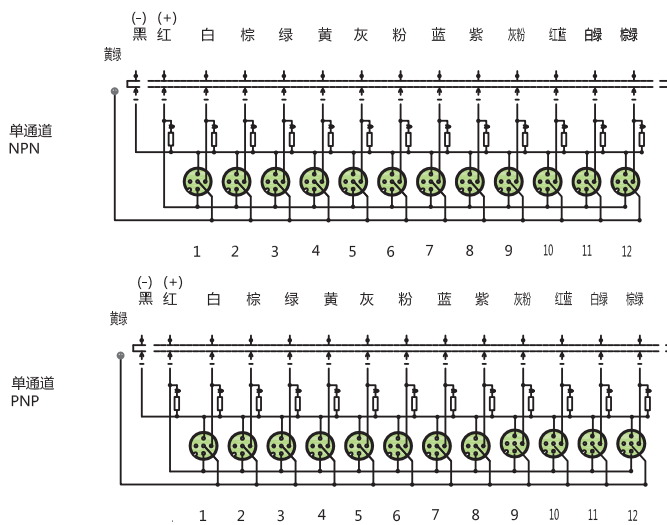 (-) (+)
黑 红 白 棕 绿 黄 灰 粉 蓝 紫 灰粉 红蓝 白绿 棕绿
黄绿
单通道
NPN
1 2 3 4 5 6 7 8 9 10 11 12
(-) (+)
黑 红 白 棕 绿 黄 灰 粉 蓝 紫 灰粉 红蓝 白绿 棕绿
黄绿
单通道
PNP
1 2 3 4 5 6 7 8 9 10 11 12